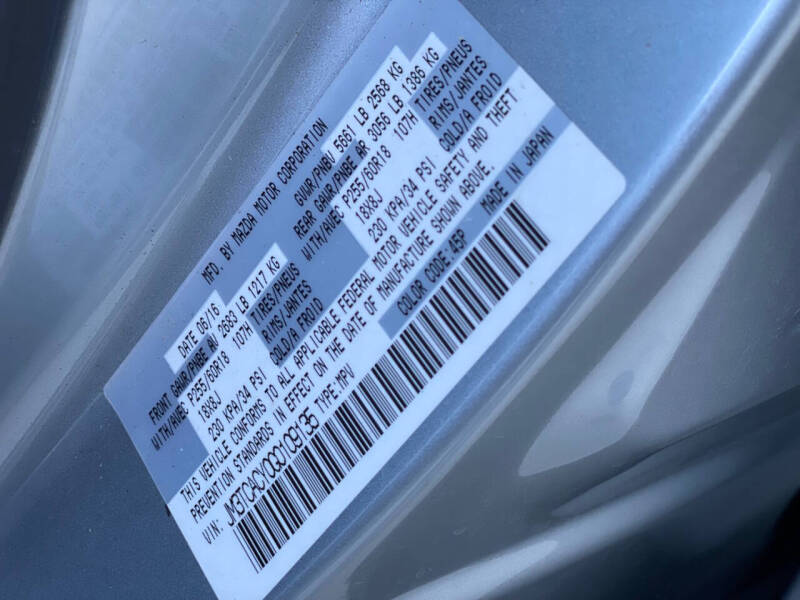 MFD. BY MAZDA MOTOR CORPORATION
DATE 06/16 GVWR/PNBV 5661 LB 2568 KG
FRONT GAWR/PNBE AV 2683 LB 1217 KG REAR GAWR/PNBE AR 3056 LB 1386 KG
WITH/AVEC P255/60R18 107H TIRES/PNEUS WITH/AVEC P255/60R18 107H TIRES/PNEUS
18X8J RIMS/JANTES 18X8J RIMS/JANTES
230 KPA/34 PSI. COLD/A FROID 230 KPA/34 PSI. COLD/A FROID
THIS VEHICLE CONFORMS TO ALL APPLICABLE FEDERAL MOTOR VEHICLE SAFETY AND THEFT
PREVENTION STANDARDS IN EFFECT ON THE DATE OF MANUFACTURE SHOWN ABOVE.
VIN: TYPE:MPV COLOR CODE:45P MADE IN JAPAN